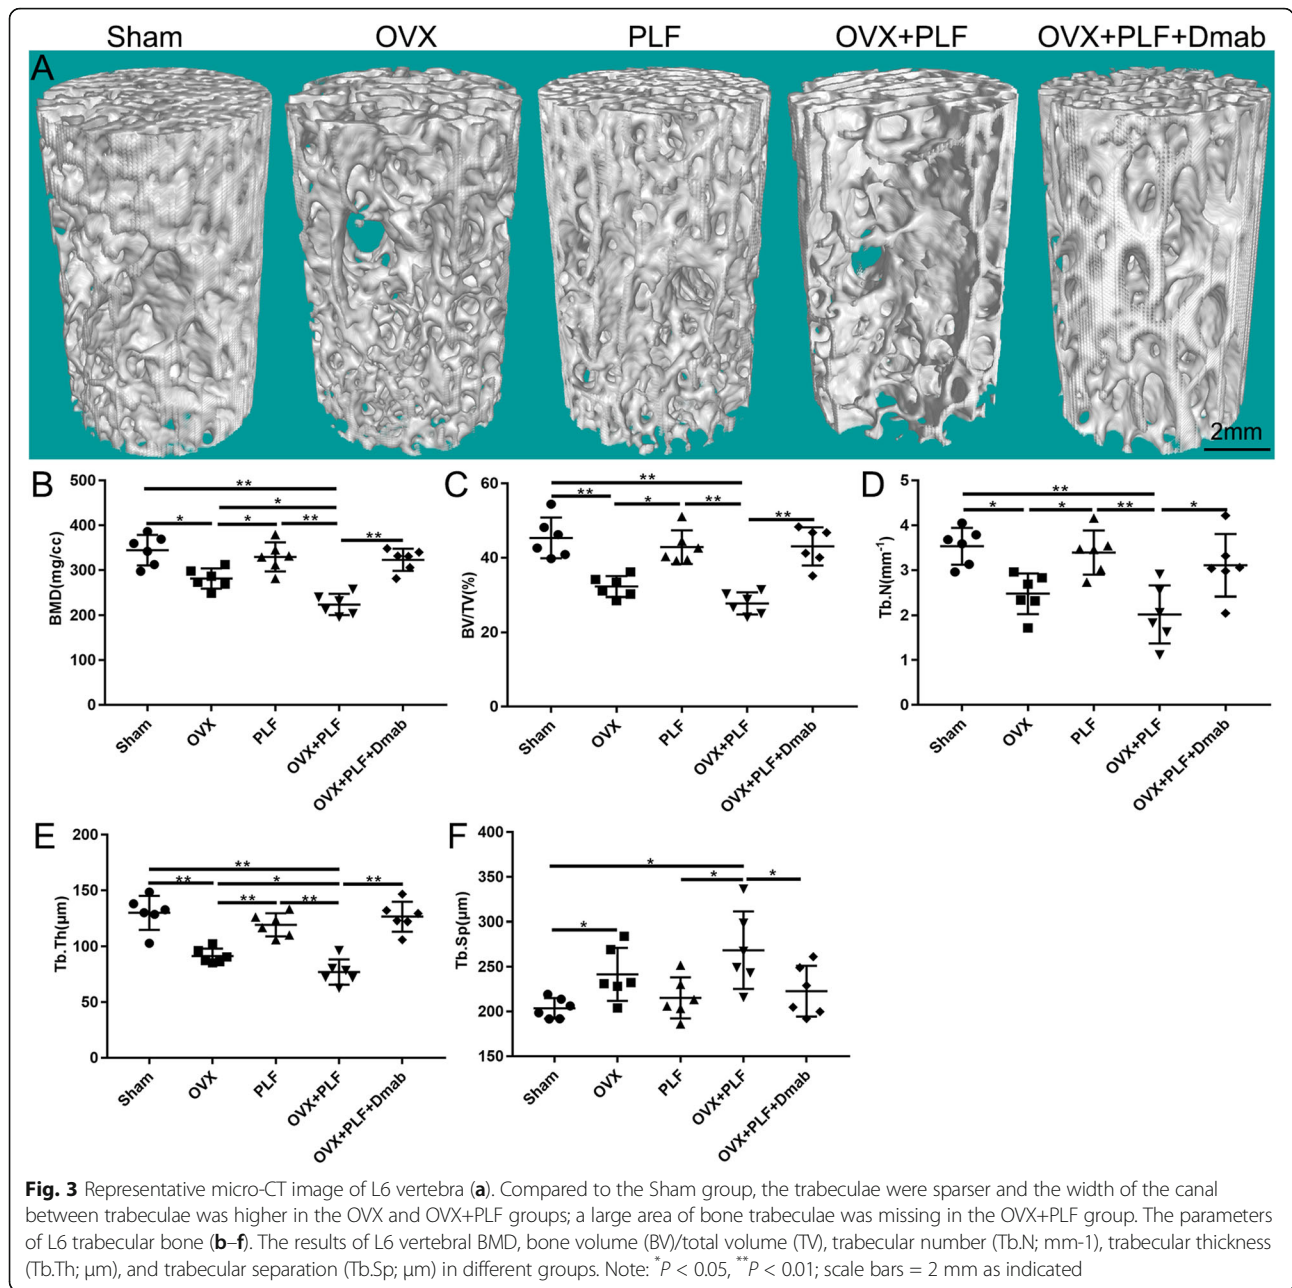 Sham OVX PLF OVX+PLF OVX+PLF+Dmab
A
2mm
B
BMD(mg/cc)
500
400
300
200
100
0
**
*
* * **
**
Sham OVX PLF OVX+PLF OVX+PLF+Dmab
C
BV/TV(%)
60
40
20
0
**
** * **
**
Sham OVX PLF OVX+PLF OVX+PLF+Dmab
D
Tb.N(mm-1)
5
4
3
2
1
0
**
* * ** *
Sham OVX PLF OVX+PLF OVX+PLF+Dmab
E
Tb.Th(μm)
200
150
100
50
0
**
** * **
** **
Sham OVX PLF OVX+PLF OVX+PLF+Dmab
F
Tb.Sp(μm)
400
350
300
250
200
150
*
* *
*
Sham OVX PLF OVX+PLF OVX+PLF+Dmab
Fig. 3 Representative micro-CT image of L6 vertebra (a). Compared to the Sham group, the trabeculae were sparser and the width of the canal
between trabeculae was higher in the OVX and OVX+PLF groups; a large area of bone trabeculae was missing in the OVX+PLF group. The parameters
of L6 trabecular bone (b–f). The results of L6 vertebral BMD, bone volume (BV)/total volume (TV), trabecular number (Tb.N; mm-1), trabecular thickness
(Tb.Th; μm), and trabecular separation (Tb.Sp; μm) in different groups. Note: *P < 0.05, **P < 0.01; scale bars = 2 mm as indicated